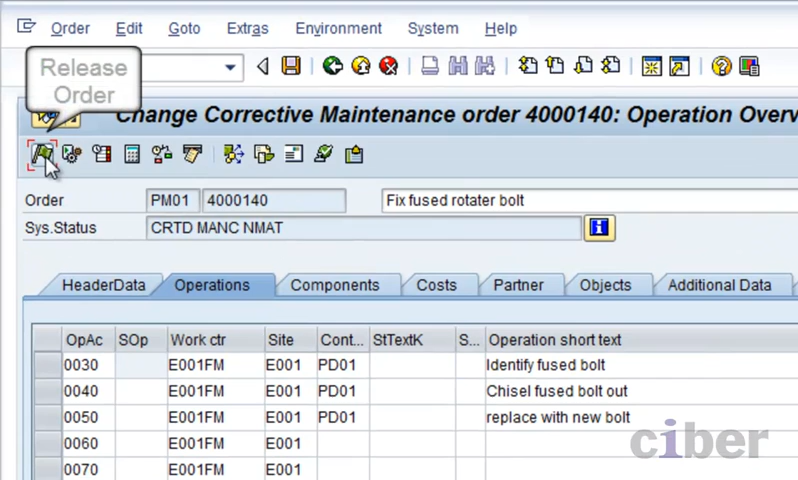 Order Edit Goto Extras Environment System Help
Release
Order
Change Corrective Maintenance order 4000140: Operation Overv
Order PM01 4000140 Fix fused rotater bolt
Sys.Status CRTD MANC NMAT
HeaderData Operations Components Costs Partner Objects Additional Data
OpAc SOp Work ctr Site Cont... StTextK S... Operation short text
0030 E001FM E001 PD01 Identify fused bolt
0040 E001FM E001 PD01 Chisel fused bolt out
0050 E001FM E001 PD01 replace with new bolt
0060 E001FM E001
0070 E001FM E001
ciber